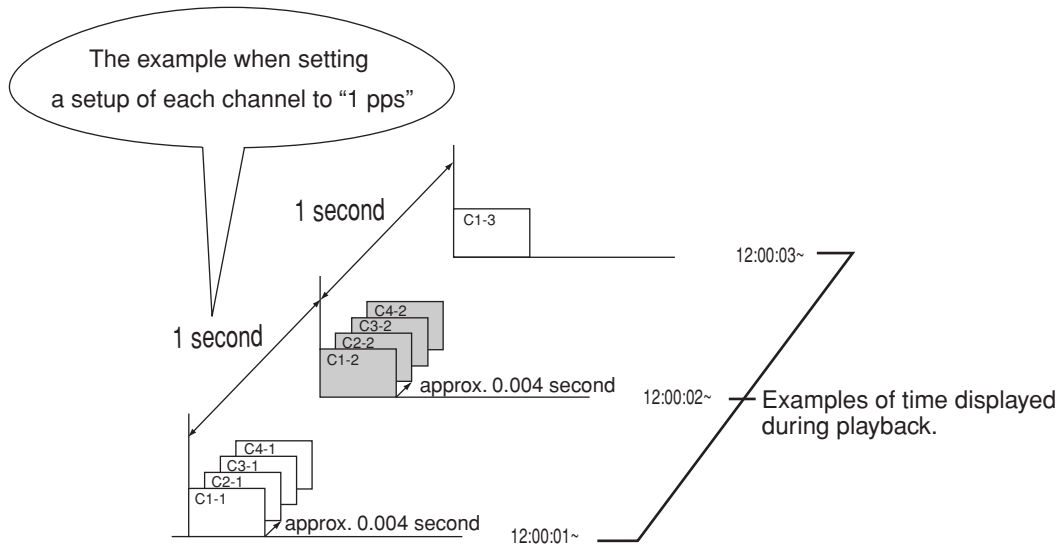 The example when setting
a setup of each channel to “1 pps”
1 second
C1-3
12:00:03~
1 second
C4-2
C3-2
C2-2
C1-2
approx. 0.004 second
12:00:02~
Examples of time displayed
during playback.
C4-1
C3-1
C2-1
C1-1
approx. 0.004 second
12:00:01~